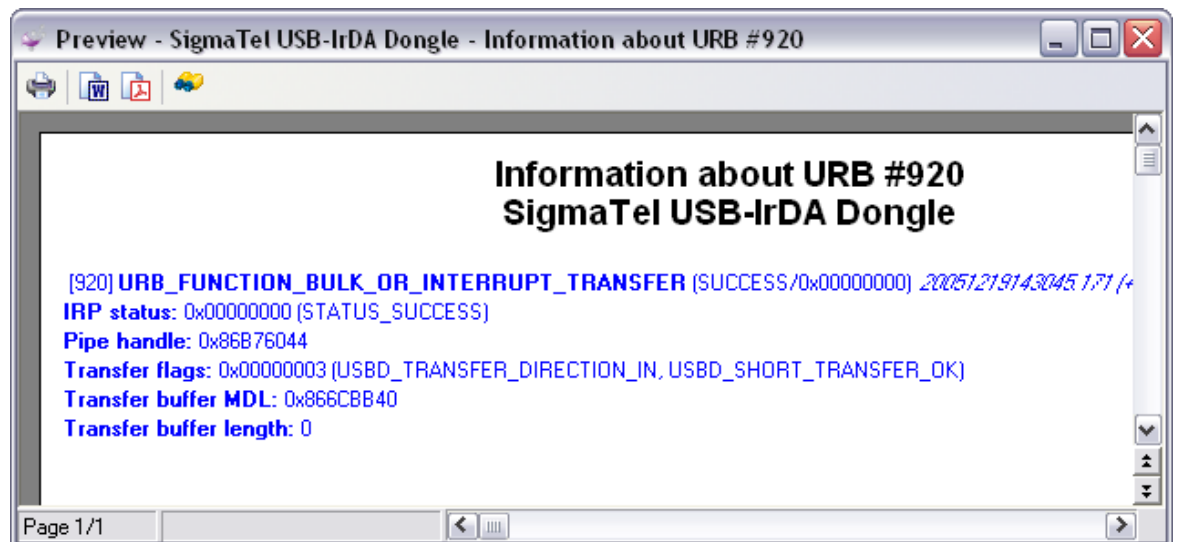 Preview - SigmaTel USB-IrDA Dongle - Information about URB #920
Information about URB #920
SigmaTel USB-IrDA Dongle
[920] URB_FUNCTION_BULK_OR_INTERRUPT_TRANSFER (SUCCESS/0x00000000) 20051219143045.171 (+
IRP status: 0x00000000 (STATUS_SUCCESS)
Pipe handle: 0x86B76044
Transfer flags: 0x00000003 (USBD_TRANSFER_DIRECTION_IN, USBD_SHORT_TRANSFER_OK)
Transfer buffer MDL: 0x866CBB40
Transfer buffer length: 0
Page 1/1